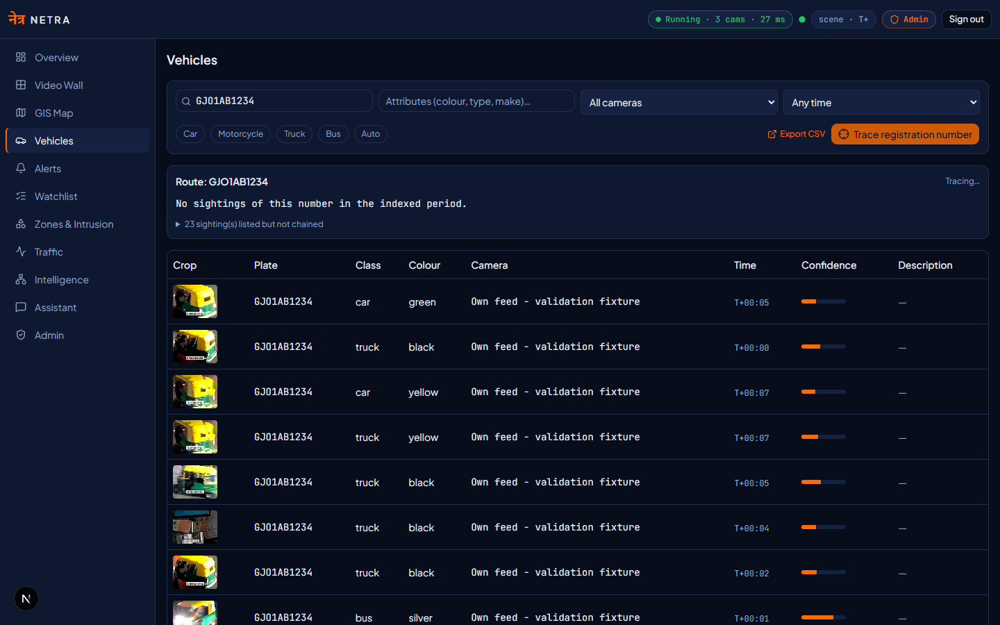 नेत्र NETRA
Running · 3 cams · 27 ms
scene · T+
Admin
Sign out
Overview
Video Wall
GIS Map
Vehicles
Alerts
Watchlist
Zones & Intrusion
Traffic
Intelligence
Assistant
Admin
N
Vehicles
GJ01AB1234
Attributes (colour, type, make)…
All cameras
Any time
Car
Motorcycle
Truck
Bus
Auto
Export CSV
Trace registration number
Route: GJ01AB1234
Tracing…
No sightings of this number in the indexed period.
23 sighting(s) listed but not chained
Crop Plate Class Colour Camera Time Confidence Description
GJ01AB1234 car green Own feed - validation fixture T+00:05 —
GJ01AB1234 truck black Own feed - validation fixture T+00:00 —
GJ01AB1234 car yellow Own feed - validation fixture T+00:07 —
GJ01AB1234 truck yellow Own feed - validation fixture T+00:07 —
GJ01AB1234 truck black Own feed - validation fixture T+00:05 —
GJ01AB1234 truck black Own feed - validation fixture T+00:04 —
GJ01AB1234 truck black Own feed - validation fixture T+00:02 —
GJ01AB1234 bus silver Own feed - validation fixture T+00:01 —